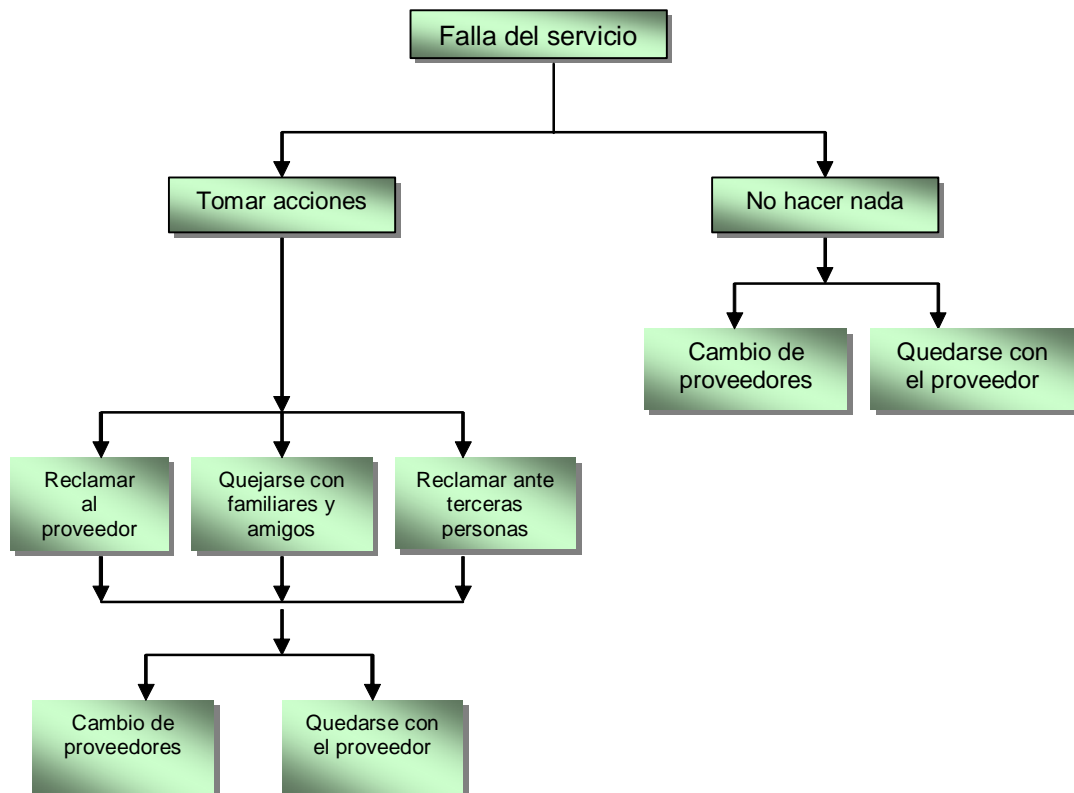 Falla del servicio
Tomar acciones
No hacer nada
Cambio de
proveedores
Quedarse con
el proveedor
Reclamar
al
proveedor
Quejarse con
familiares y
amigos
Reclamar ante
terceras
personas
Cambio de
proveedores
Quedarse con
el proveedor